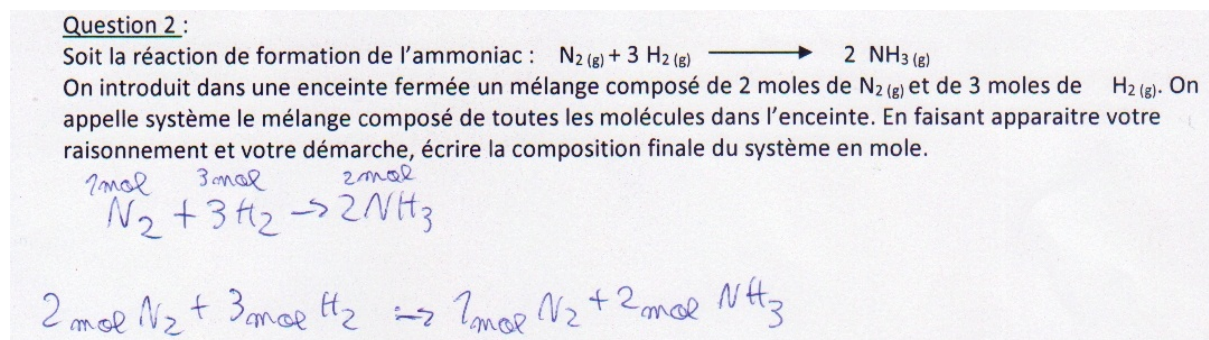 Question 2 :
Soit la réaction de formation de l'ammoniac : N2 (g) + 3 H2 (g) ⟶ 2 NH3 (g)
On introduit dans une enceinte fermée un mélange composé de 2 moles de N2 (g) et de 3 moles de H2 (g). On
appelle système le mélange composé de toutes les molécules dans l'enceinte. En faisant apparaitre votre
raisonnement et votre démarche, écrire la composition finale du système en mole.
1mol 3mol 2mol
N2 + 3H2 → 2NH3
2mol N2 + 3mol H2 → 1mol N2 + 2mol NH3